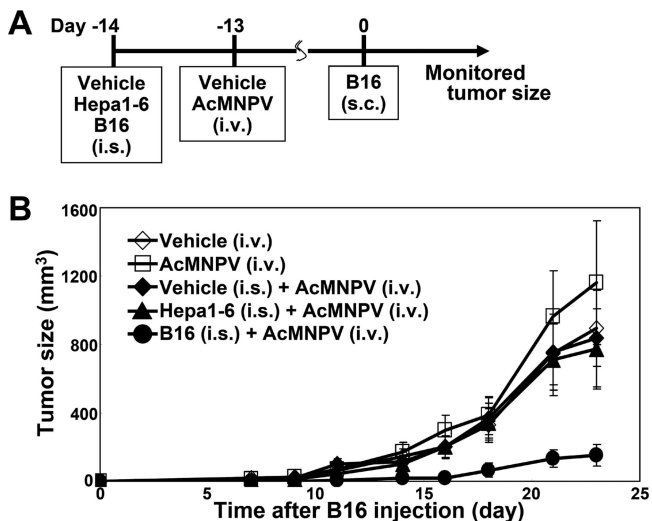 A
Day -14 -13 0
Vehicle
Hepa1-6
B16
(i.s.)
Vehicle
AcMNPV
(i.v.)
B16
(s.c.)
Monitored
tumor size
B
1600
1200
800
400
0
Tumor size (mm³)
Vehicle (i.v.)
AcMNPV (i.v.)
Vehicle (i.s.) + AcMNPV (i.v.)
Hepa1-6 (i.s.) + AcMNPV (i.v.)
B16 (i.s.) + AcMNPV (i.v.)
0 5 10 15 20 25
Time after B16 injection (day)